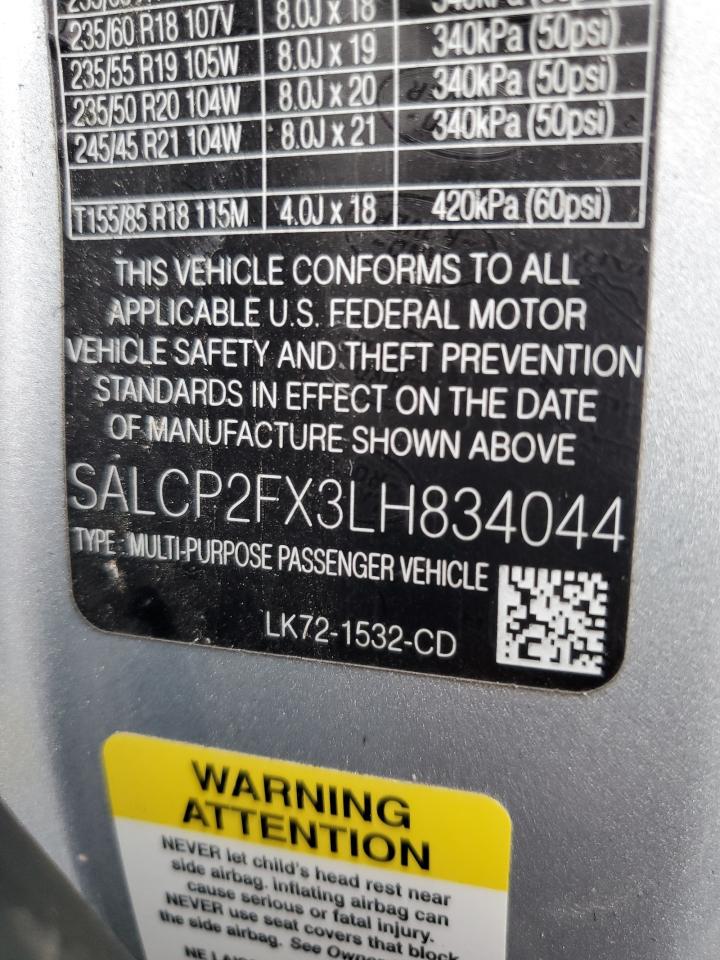 235/60 R18 107V 8.0J x 18 340kPa (50psi)
235/55 R19 105W 8.0J x 19 340kPa (50psi)
235/50 R20 104W 8.0J x 20 340kPa (50psi)
245/45 R21 104W 8.0J x 21 340kPa (50psi)
T155/85 R18 115M 4.0J x 18 420kPa (60psi)
THIS VEHICLE CONFORMS TO ALL
APPLICABLE U.S. FEDERAL MOTOR
VEHICLE SAFETY AND THEFT PREVENTION
STANDARDS IN EFFECT ON THE DATE
OF MANUFACTURE SHOWN ABOVE
SALCP2FX3LH834044
TYPE : MULTI-PURPOSE PASSENGER VEHICLE
LK72-1532-CD
WARNING
ATTENTION
NEVER let child's head rest near
side airbag. inflating airbag can
cause serious or fatal injury.
NEVER use seat covers that block
the side airbag. See Owner